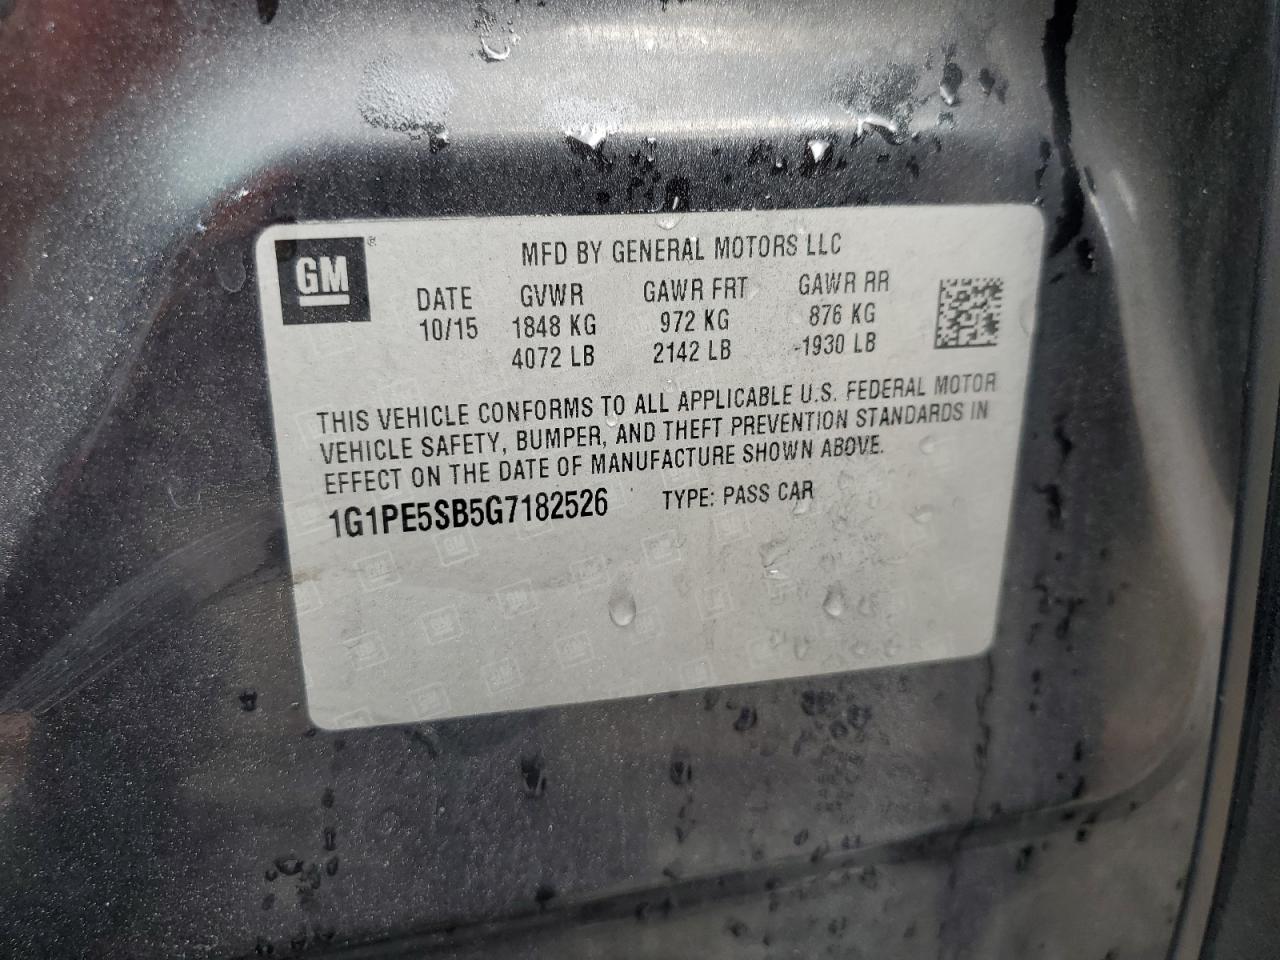 GM ®
MFD BY GENERAL MOTORS LLC
DATE GVWR GAWR FRT GAWR RR
10/15 1848 KG 972 KG 876 KG
4072 LB 2142 LB 1930 LB
THIS VEHICLE CONFORMS TO ALL APPLICABLE U.S. FEDERAL MOTOR
VEHICLE SAFETY, BUMPER, AND THEFT PREVENTION STANDARDS IN
EFFECT ON THE DATE OF MANUFACTURE SHOWN ABOVE.
1G1PE5SB5G7182526 TYPE: PASS CAR